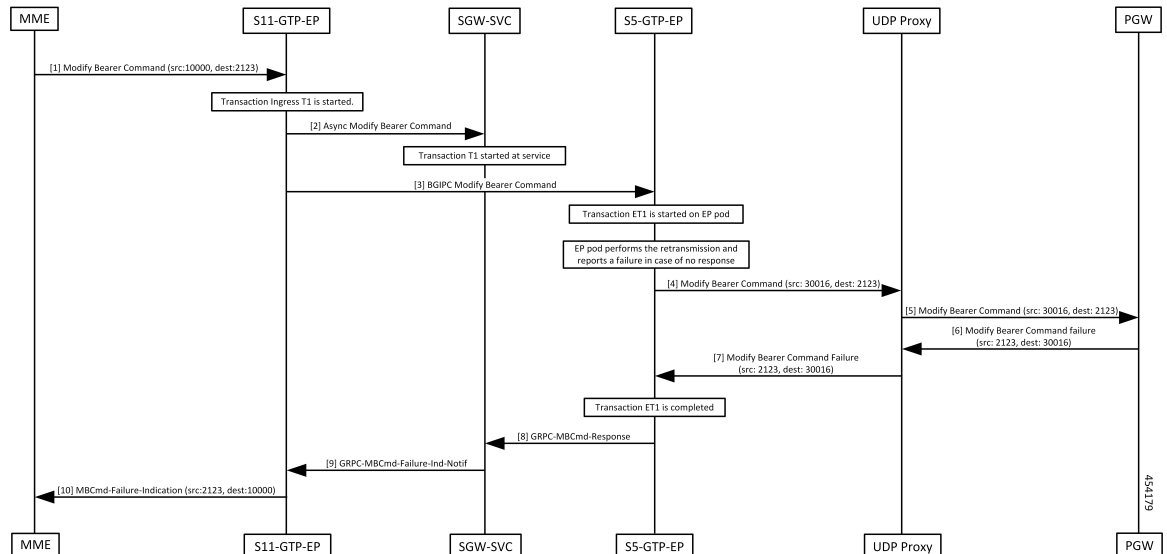 MME
S11-GTP-EP
SGW-SVC
S5-GTP-EP
UDP Proxy
PGW
[1] Modify Bearer Command (src:10000, dest:2123)
Transaction Ingress T1 is started.
[2] Async Modify Bearer Command
Transaction T1 started at service
[3] BGIPC Modify Bearer Command
Transaction ET1 is started on EP pod
EP pod performs the retransmission and
reports a failure in case of no response
[4] Modify Bearer Command (src: 30016, dest: 2123)
[5] Modify Bearer Command (src: 30016, dest: 2123)
[6] Modify Bearer Command failure
(src: 2123, dest: 30016)
[7] Modify Bearer Command Failure
(src: 2123, dest: 30016)
Transaction ET1 is completed
[8] GRPC-MBCmd-Response
[9] GRPC-MBCmd-Failure-Ind-Notif
[10] MBCmd-Failure-Indication (src:2123, dest:10000)
454179
MME
S11-GTP-EP
SGW-SVC
S5-GTP-EP
UDP Proxy
PGW